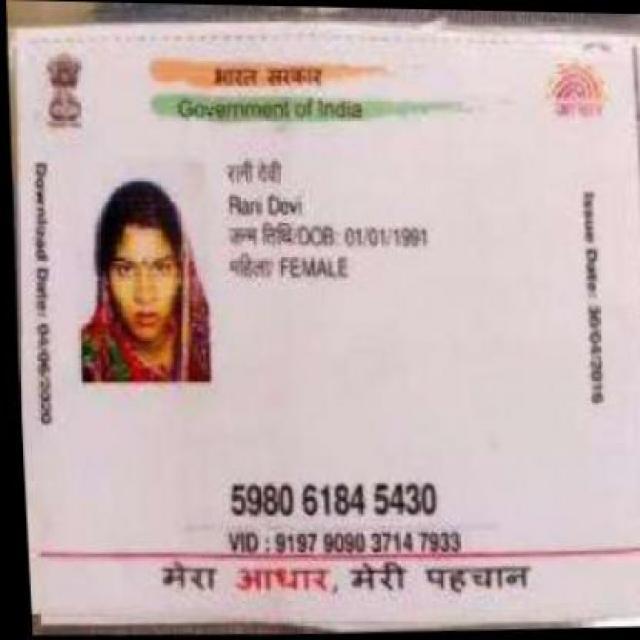 भारत सरकार
Government of India
आधार
रानी देवी
Rani Devi
जन्म तिथि/DOB: 01/01/1991
महिला/ FEMALE
Download Date: 04/06/2020
Issue Date: 30/04/2016
5980 6184 5430
VID : 9197 9090 3714 7933
मेरा आधार, मेरी पहचान